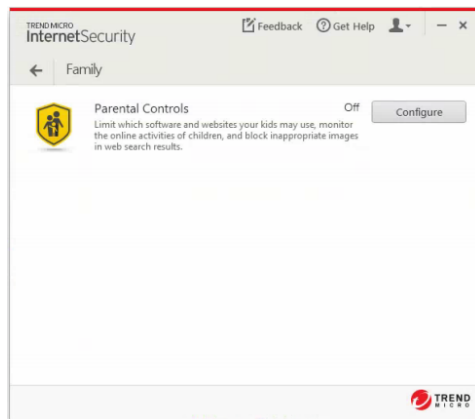 TREND MICRO
InternetSecurity
Feedback
Get Help
Family
Parental Controls
Off
Configure
Limit which software and websites your kids may use, monitor
the online activities of children, and block inappropriate images
in web search results.
TREND
MICRO